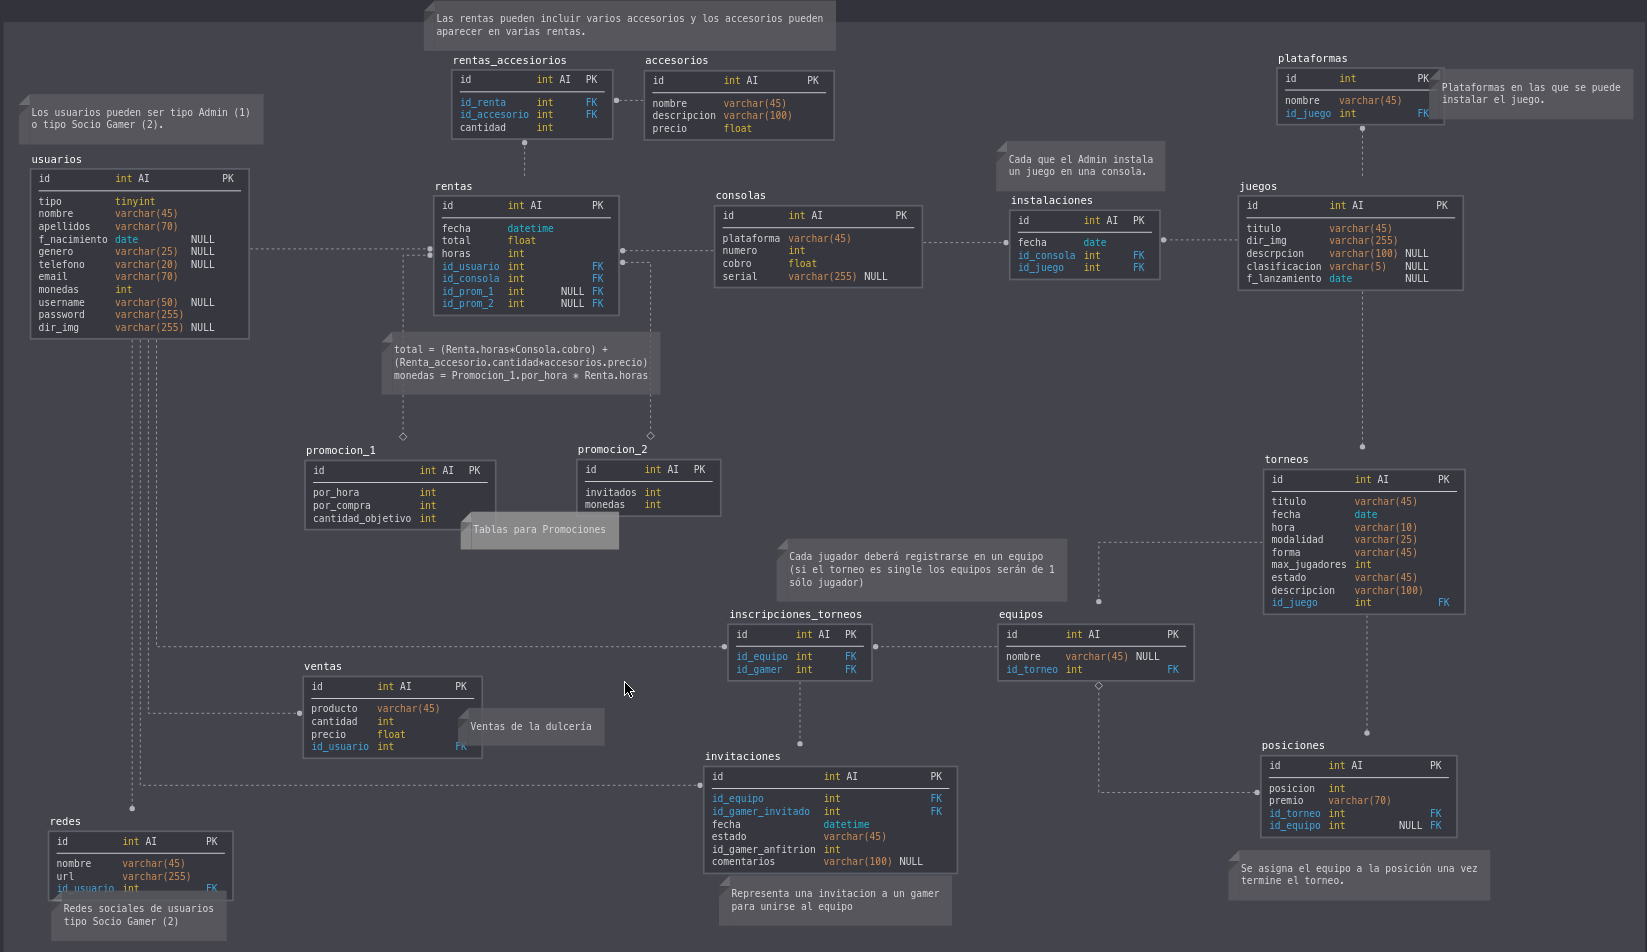 Las rentas pueden incluir varios accesorios y los accesorios pueden
aparecer en varias rentas.
rentas_accesiorios
id int AI PK
id_renta int FK
id_accesorio int FK
cantidad int
accesorios
id int AI PK
nombre varchar(45)
descripcion varchar(100)
precio float
plataformas
id int PK
nombre varchar(45)
id_juego int FK
Plataformas en las que se puede
instalar el juego.
Los usuarios pueden ser tipo Admin (1)
o tipo Socio Gamer (2).
usuarios
id int AI PK
tipo tinyint
nombre varchar(45)
apellidos varchar(70)
f_nacimiento date NULL
genero varchar(25) NULL
telefono varchar(20) NULL
email varchar(70)
monedas int
username varchar(50) NULL
password varchar(255)
dir_img varchar(255) NULL
rentas
id int AI PK
fecha datetime
total float
horas int
id_usuario int FK
id_consola int FK
id_prom_1 int NULL FK
id_prom_2 int NULL FK
consolas
id int AI PK
plataforma varchar(45)
numero int
cobro float
serial varchar(255) NULL
Cada que el Admin instala
un juego en una consola.
instalaciones
id int AI PK
fecha date
id_consola int FK
id_juego int FK
juegos
id int AI PK
titulo varchar(45)
dir_img varchar(255)
descrpcion varchar(100) NULL
clasificacion varchar(5) NULL
f_lanzamiento date NULL
total = (Renta.horas*Consola.cobro) +
(Renta_accesorio.cantidad*accesorios.precio)
monedas = Promocion_1.por_hora * Renta.horas
promocion_1
id int AI PK
por_hora int
por_compra int
cantidad_objetivo int
promocion_2
id int AI PK
invitados int
monedas int
Tablas para Promociones
torneos
id int AI PK
titulo varchar(45)
fecha date
hora varchar(10)
modalidad varchar(25)
forma varchar(45)
max_jugadores int
estado varchar(45)
descripcion varchar(100)
id_juego int FK
Cada jugador deberá registrarse en un equipo
(si el torneo es single los equipos serán de 1
sólo jugador)
inscripciones_torneos
id int AI PK
id_equipo int FK
id_gamer int FK
equipos
id int AI PK
nombre varchar(45) NULL
id_torneo int FK
ventas
id int AI PK
producto varchar(45)
cantidad int
precio float
id_usuario int FK
Ventas de la dulcería
invitaciones
id int AI PK
id_equipo int FK
id_gamer_invitado int FK
fecha datetime
estado varchar(45)
id_gamer_anfitrion int
comentarios varchar(100) NULL
Representa una invitacion a un gamer
para unirse al equipo
posiciones
id int AI PK
posicion int
premio varchar(70)
id_torneo int FK
id_equipo int NULL FK
Se asigna el equipo a la posición una vez
termine el torneo.
redes
id int AI PK
nombre varchar(45)
url varchar(255)
id_usuario int FK
Redes sociales de usuarios
tipo Socio Gamer (2)